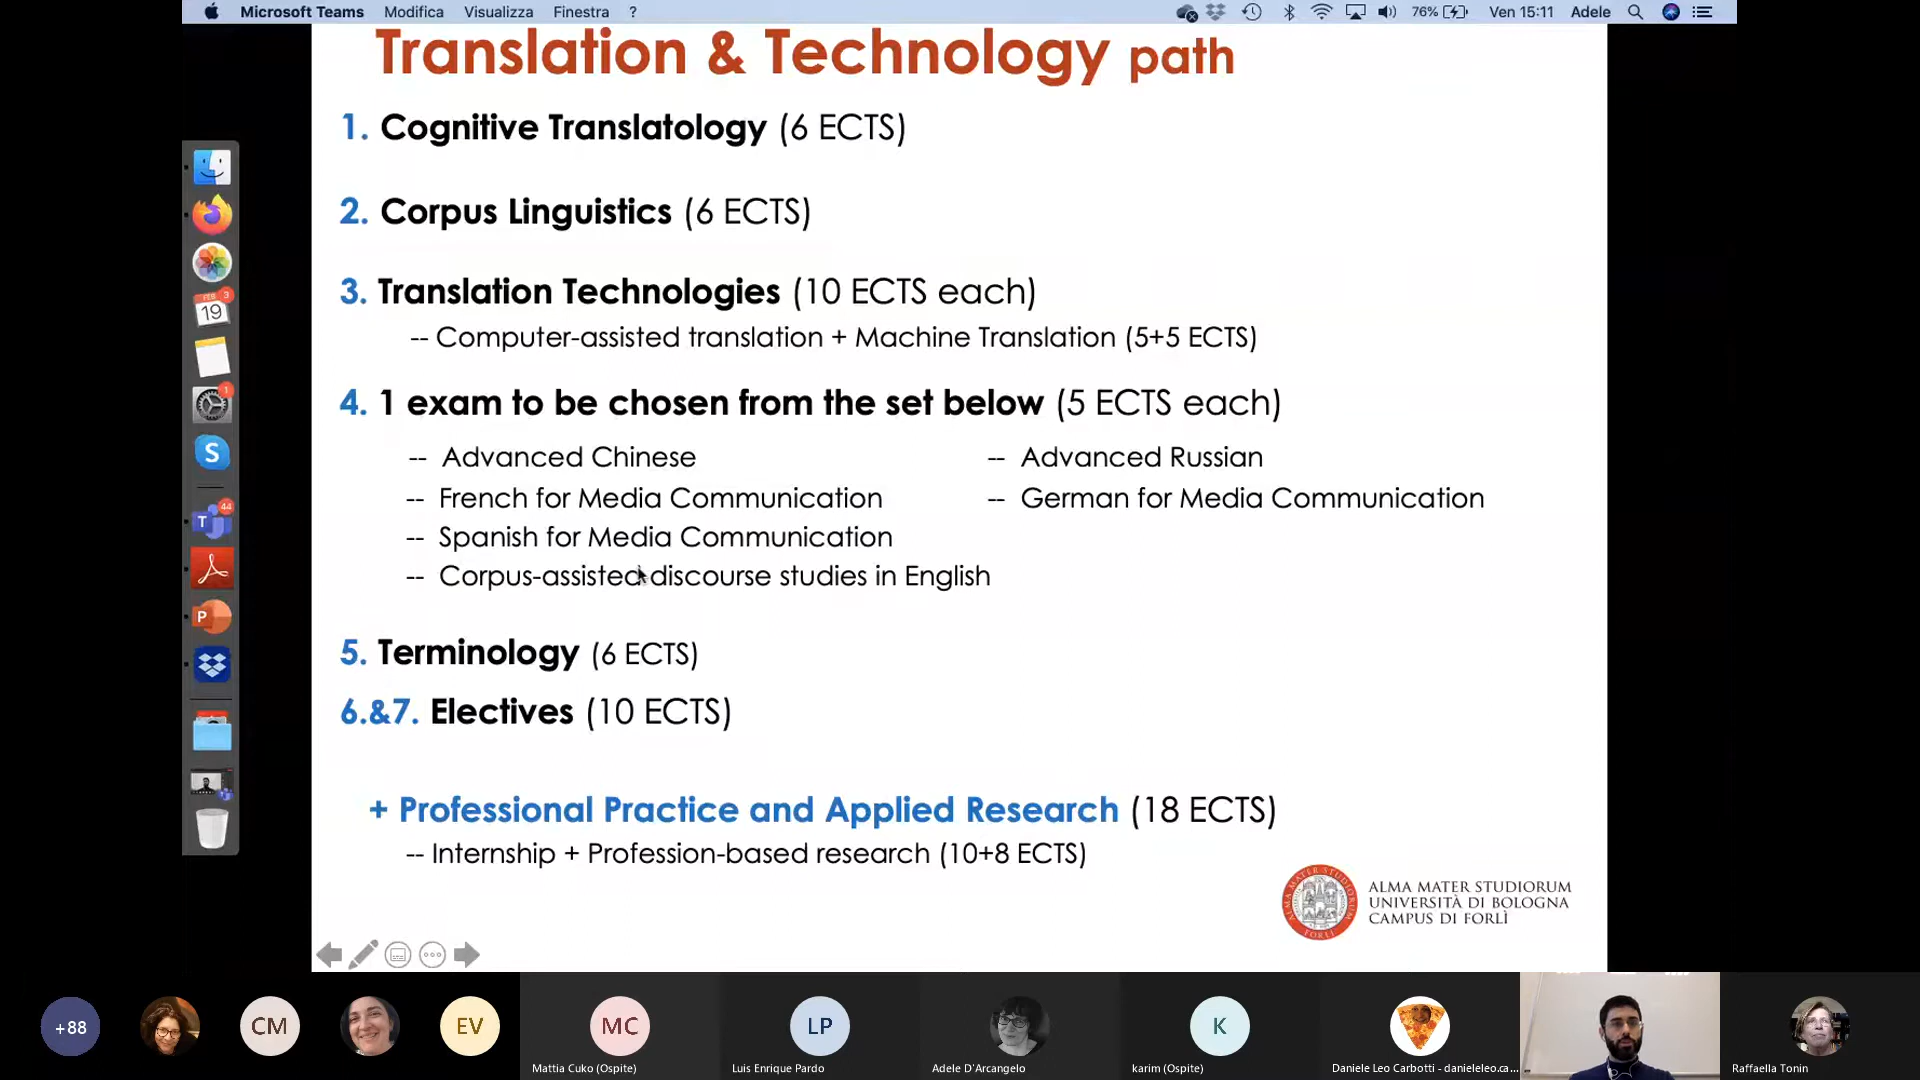 Microsoft Teams Modifica Visualizza Finestra ? 76% Ven 15:11 Adele
Translation & Technology path
1. Cognitive Translatology (6 ECTS)
2. Corpus Linguistics (6 ECTS)
3. Translation Technologies (10 ECTS each)
-- Computer-assisted translation + Machine Translation (5+5 ECTS)
4. 1 exam to be chosen from the set below (5 ECTS each)
-- Advanced Chinese -- Advanced Russian
-- French for Media Communication -- German for Media Communication
-- Spanish for Media Communication
-- Corpus-assisted discourse studies in English
5. Terminology (6 ECTS)
6.&7. Electives (10 ECTS)
+ Professional Practice and Applied Research (18 ECTS)
-- Internship + Profession-based research (10+8 ECTS)
ALMA MATER STUDIORUM
UNIVERSITÀ DI BOLOGNA
CAMPUS DI FORLÌ
FEB 3
19
1
S
44
T
P
+88 CM EV MC LP K
Mattia Cuko (Ospite) Luis Enrique Pardo Adele D'Arcangelo karim (Ospite) Daniele Leo Carbotti - danieleleo.ca... Raffaella Tonin